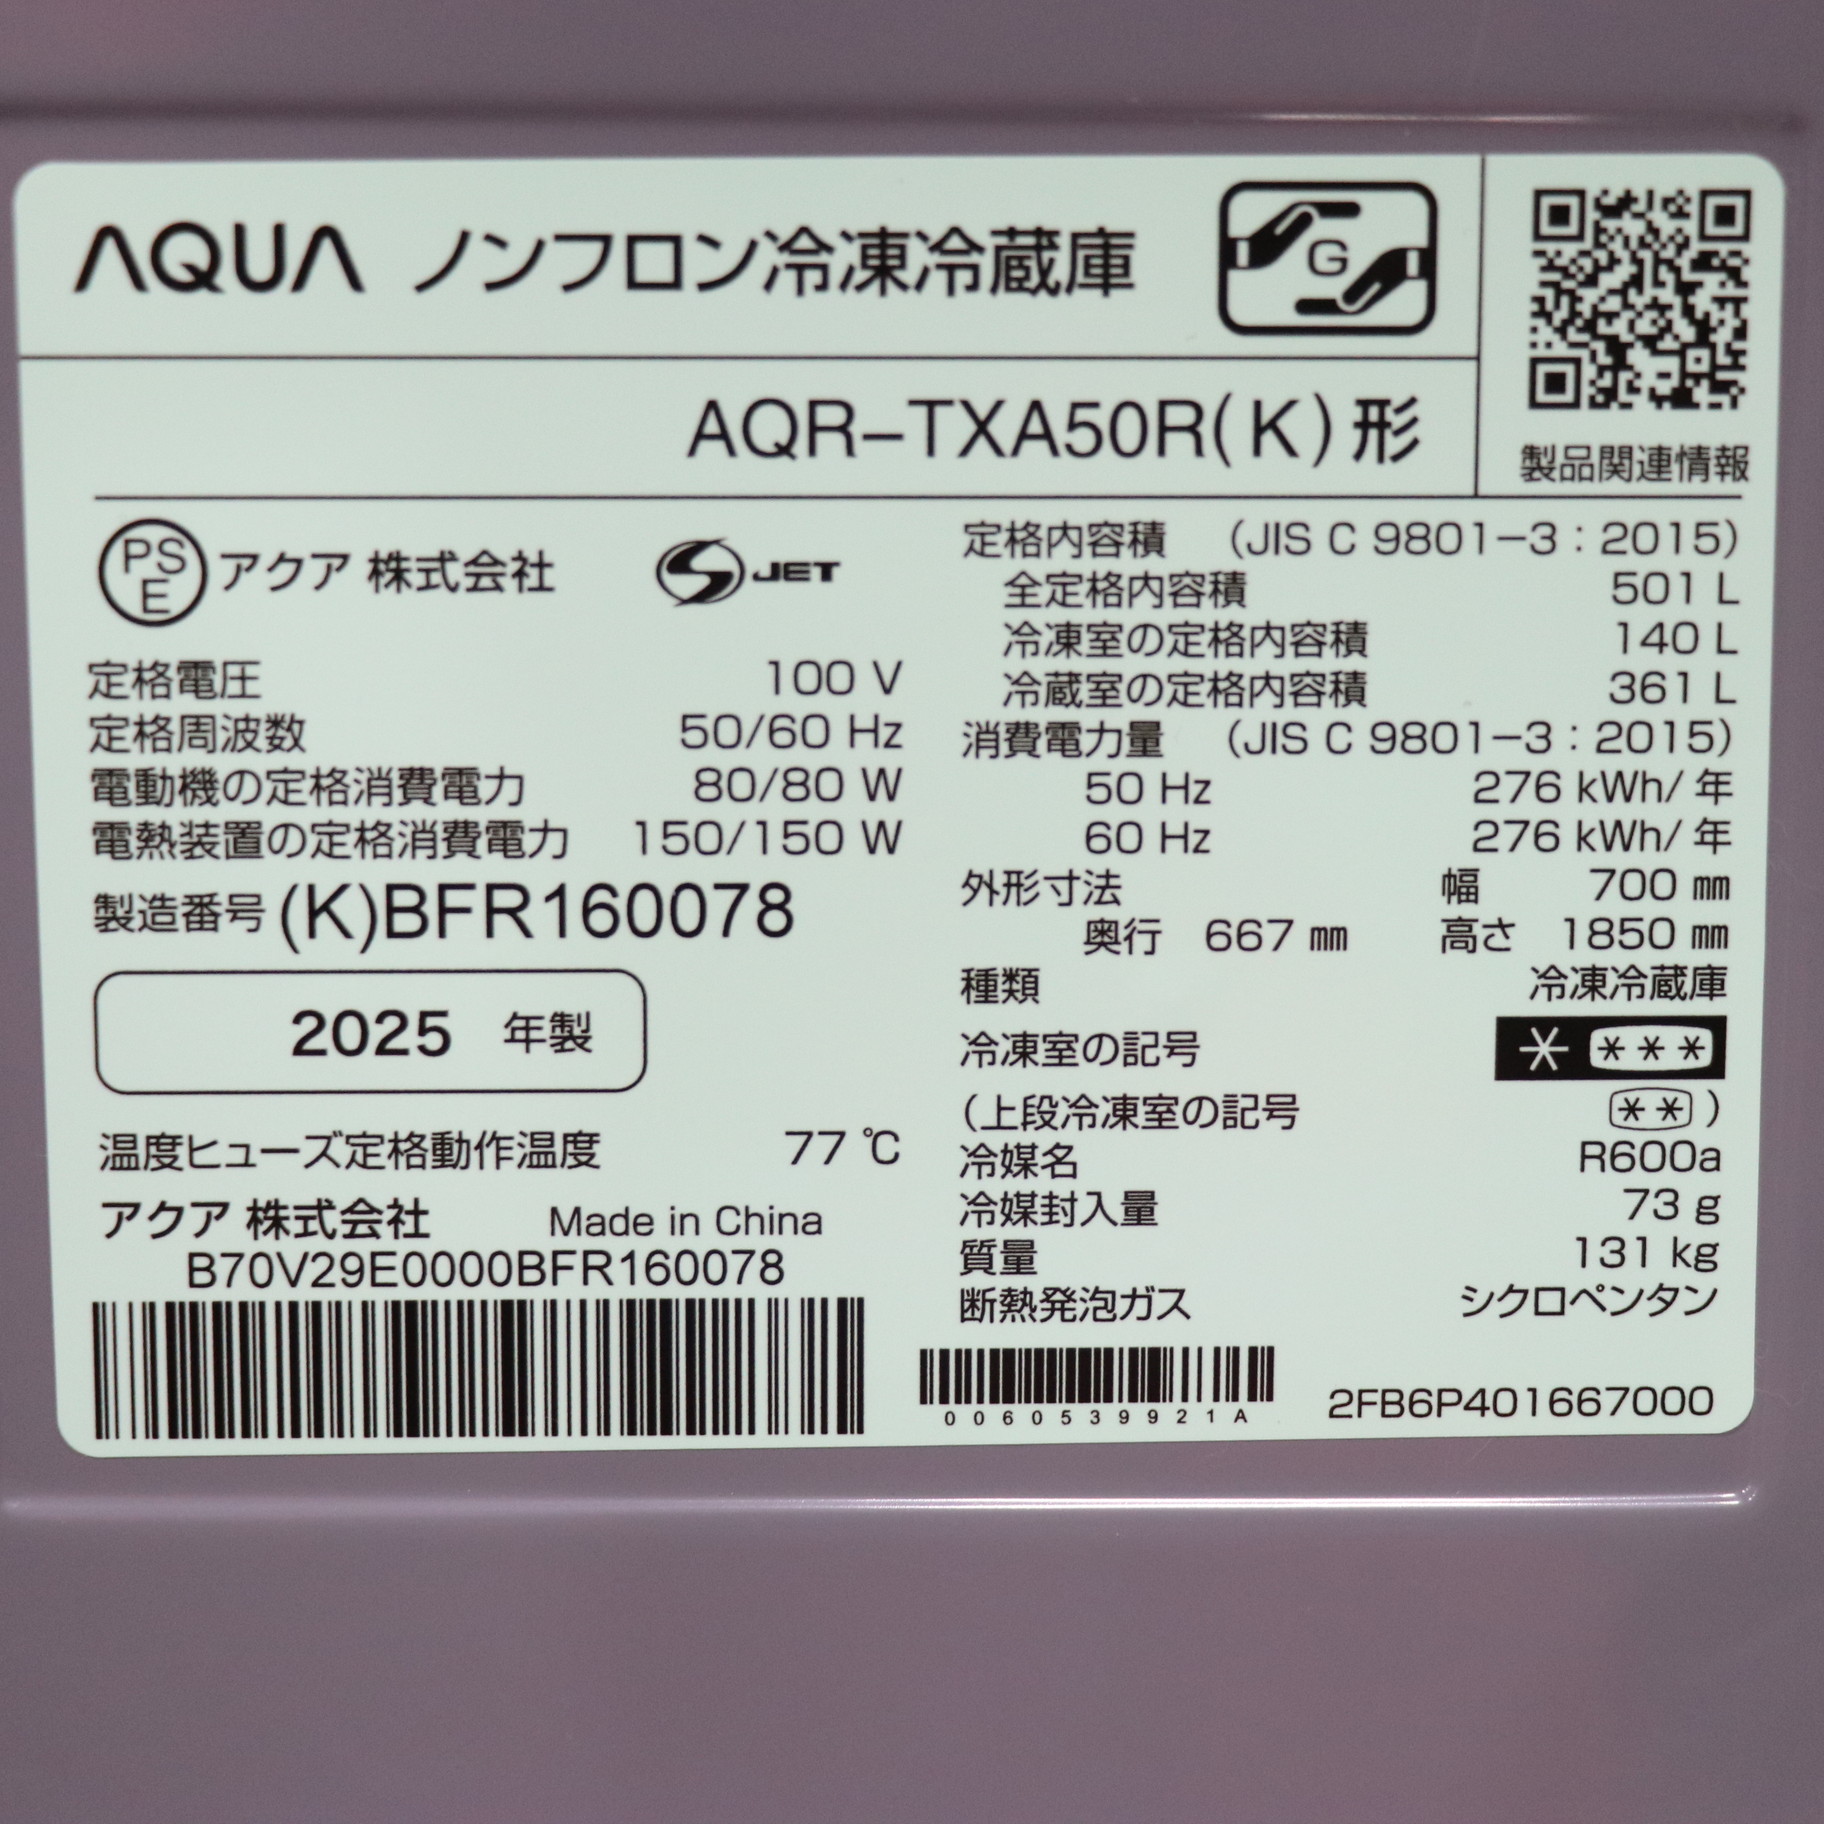 AQUA ノンフロン冷凍冷蔵庫
G
AQR-TXA50R(K)形
製品関連情報
PS
E
アクア 株式会社
S JET
定格電圧 100 V
定格周波数 50/60 Hz
電動機の定格消費電力 80/80 W
電熱装置の定格消費電力 150/150 W
製造番号 (K)BFR160078
2025 年製
温度ヒューズ定格動作温度 77 ℃
アクア 株式会社 Made in China
B70V29E0000BFR160078
定格内容積 (JIS C 9801-3:2015)
全定格内容積 501 L
冷凍室の定格内容積 140 L
冷蔵室の定格内容積 361 L
消費電力量 (JIS C 9801-3:2015)
50 Hz 276 kWh/年
60 Hz 276 kWh/年
外形寸法 幅 700 ㎜
奥行 667 ㎜ 高さ 1850 ㎜
種類 冷凍冷蔵庫
冷凍室の記号 * ***
(上段冷凍室の記号 **)
冷媒名 R600a
冷媒封入量 73 g
質量 131 kg
断熱発泡ガス シクロペンタン
0060539921A
2FB6P401667000